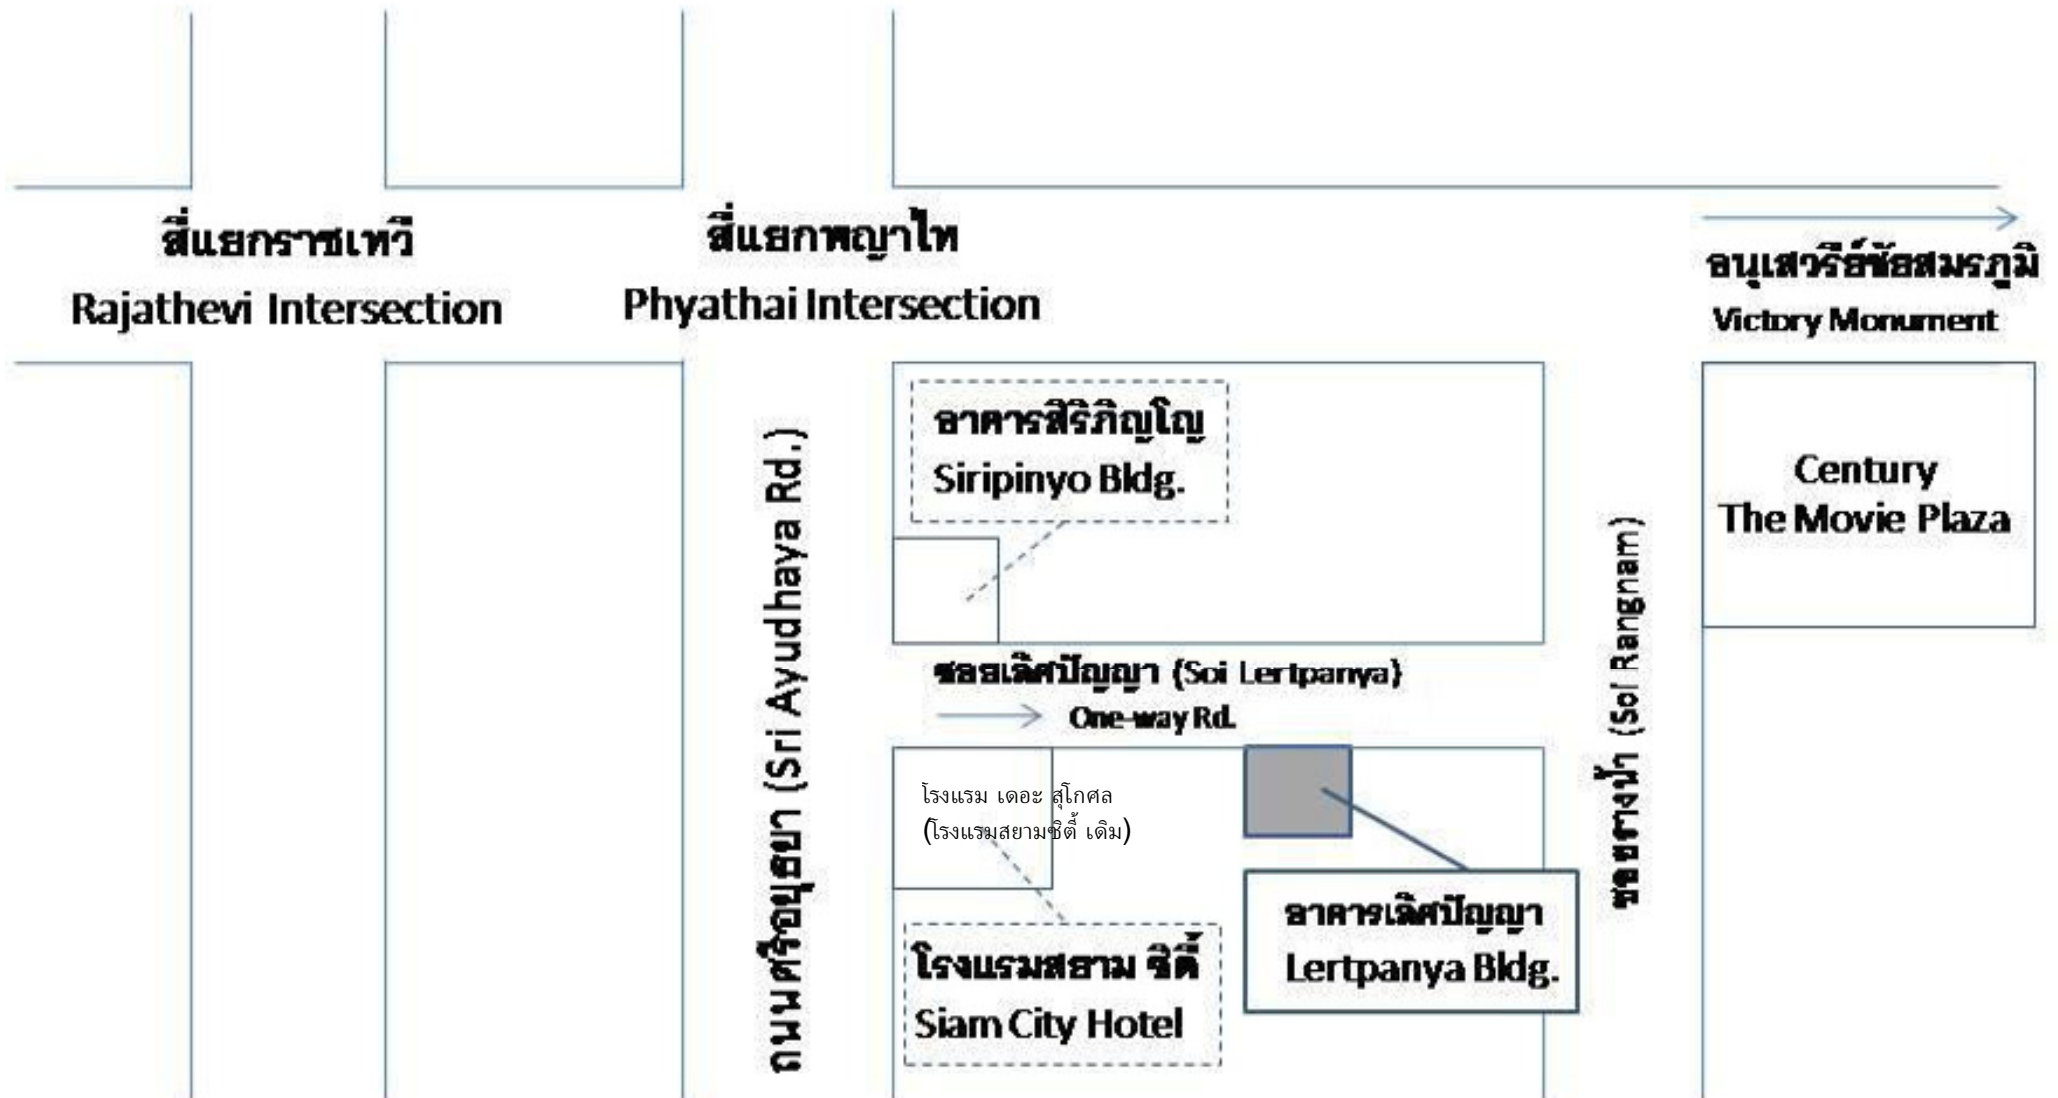 สี่แยกราชเทวี
Rajathevi Intersection
สี่แยกพญาไท
Phyathai Intersection
อนุเสวรีย์ชัยสมรภูมิ
Victory Monument
อาคารสิริภิญโญ
Siripinyo Bldg.
Century
The Movie Plaza
ถนนศรีอยุธยา (Sri Ayudhaya Rd.)
ซอยเลิศปัญญา (Soi Lertpanya)
One-way Rd.
ซอยรางน้ำ (Soi Rangnam)
โรงแรม เดอะ สุโกศล
(โรงแรมสยามซิตี้ เดิม)
โรงแรมสยาม ซิตี้
Siam City Hotel
อาคารเลิศปัญญา
Lertpanya Bldg.